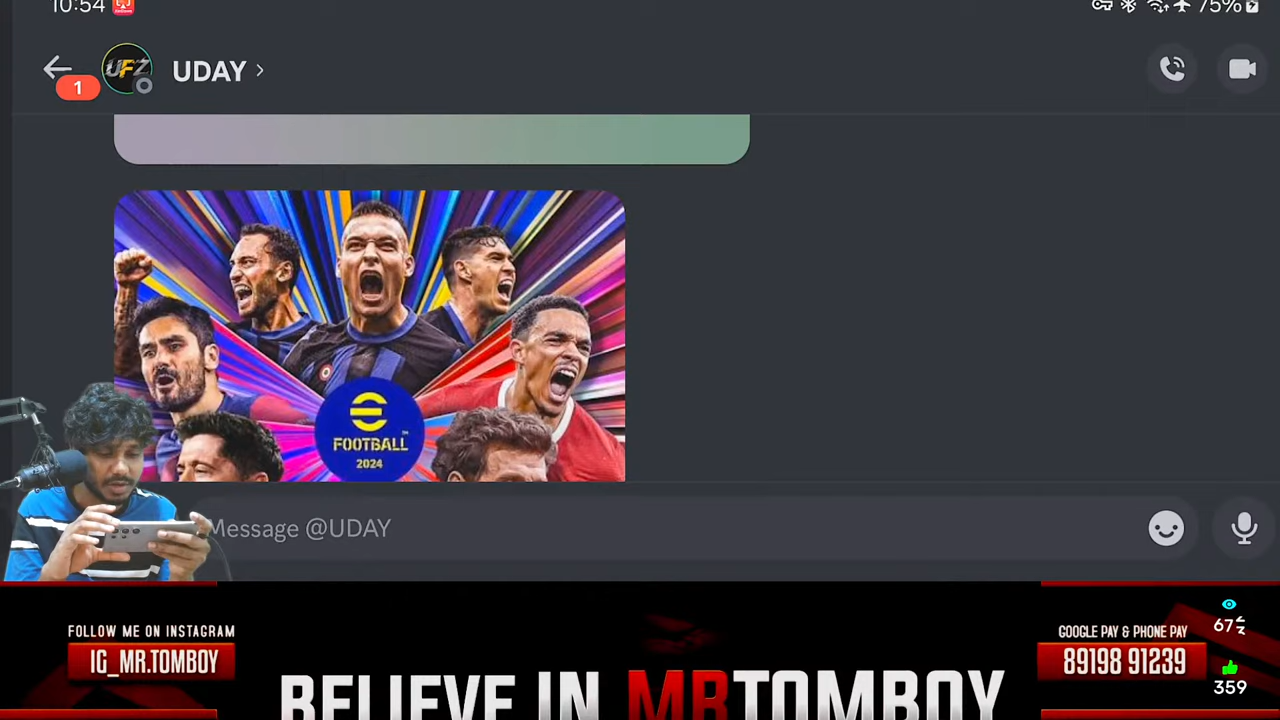 10:54
75%
1
UFZ
UDAY
FOOTBALL
2024
Message @UDAY
FOLLOW ME ON INSTAGRAM
IG_MR.TOMBOY
BELIEVE IN MRTOMBOY
GOOGLE PAY & PHONE PAY
89198 91239
359